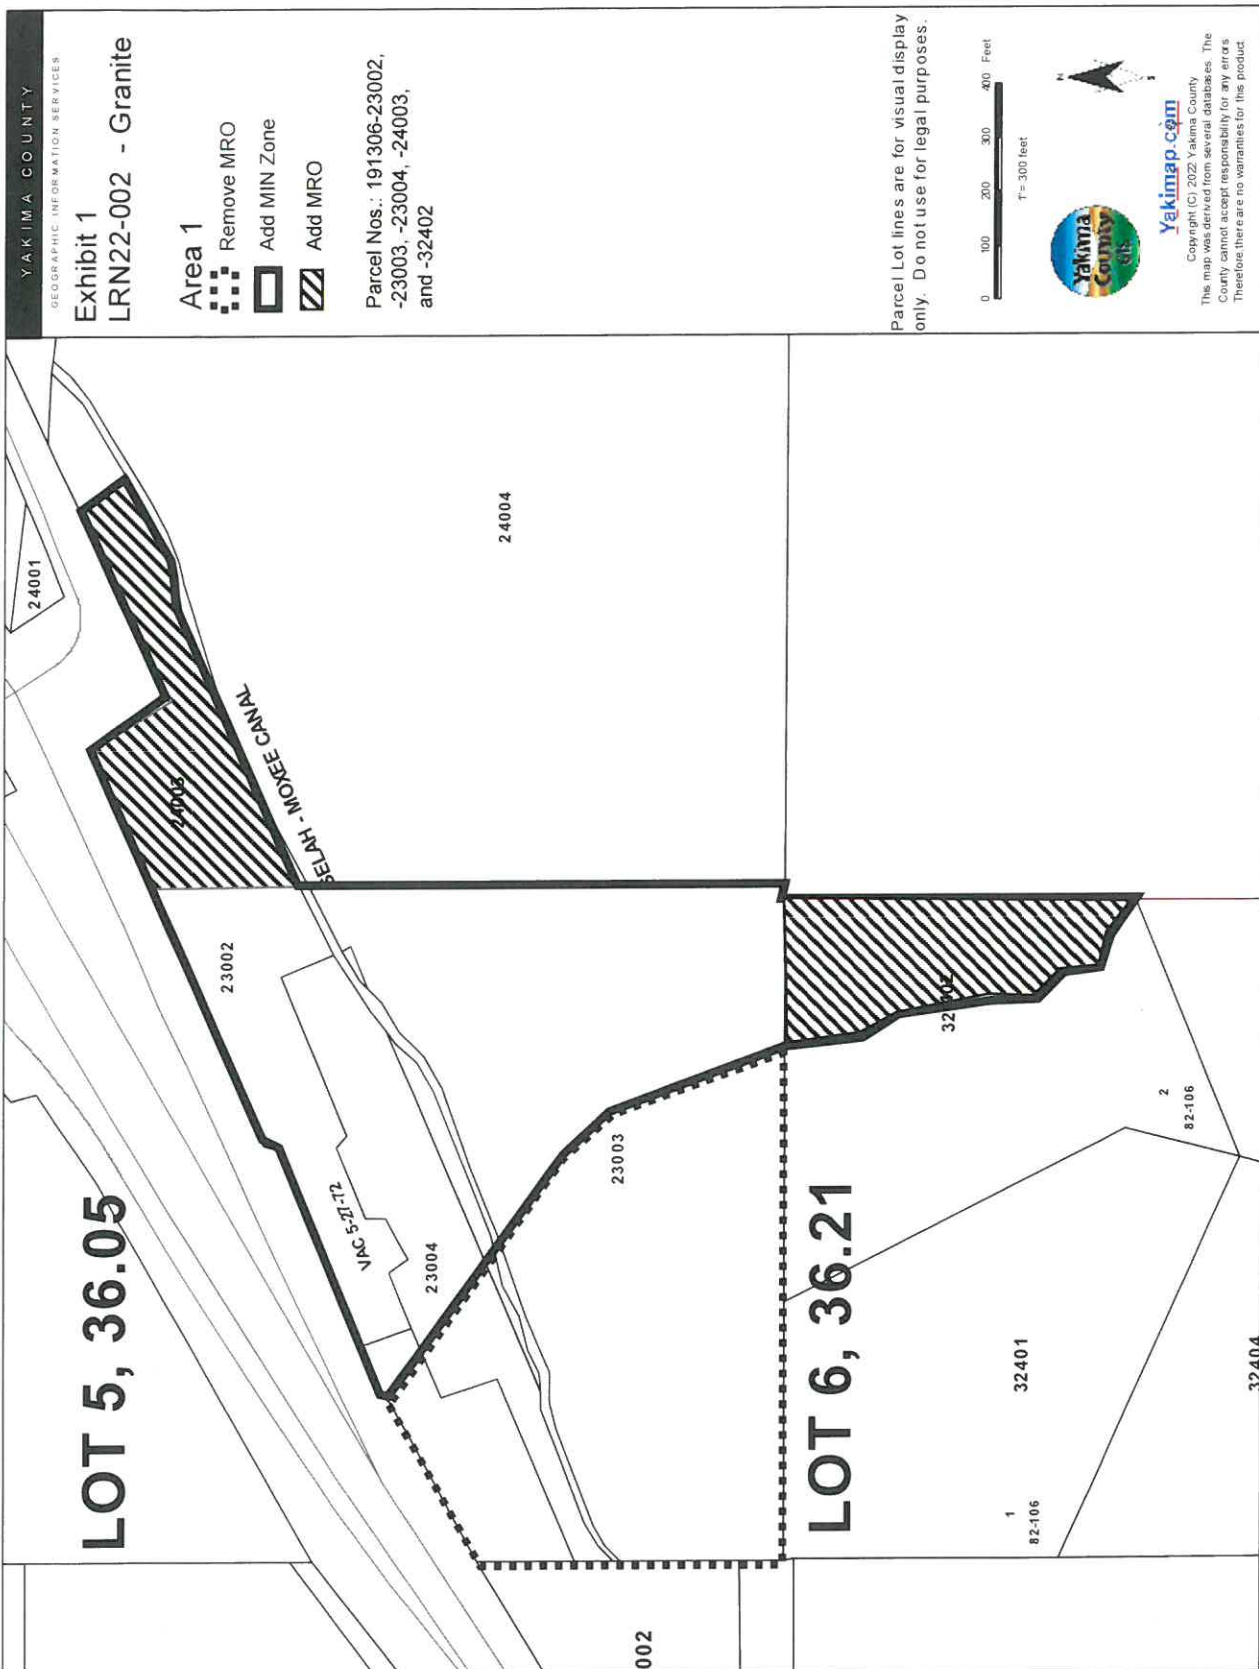 YAKIMA COUNTY
GEOGRAPHIC INFORMATION SERVICES
Exhibit 1
LRN22-002 - Granite
Area 1
Remove MRO
Add MIN Zone
Add MRO
Parcel Nos.: 191306-23002,
-23003, -23004, -24003,
and -32402
Parcel Lot lines are for visual display
only. Do not use for legal purposes.
0 100 200 300 400 Feet
1" = 300 feet
N
S
Yakima
County
GIS
Yakimap.com
Copyright (C) 2022 Yakima County
This map was derived from several databases. The
County cannot accept responsibility for any errors
Therefore, there are no warranties for this product
24001
24004
24003
SELAH - MOXEE CANAL
23002
VAC 5-27-72
23004
23003
LOT 5, 36.05
LOT 6, 36.21
2
82-106
32401
1
82-106
32404
002